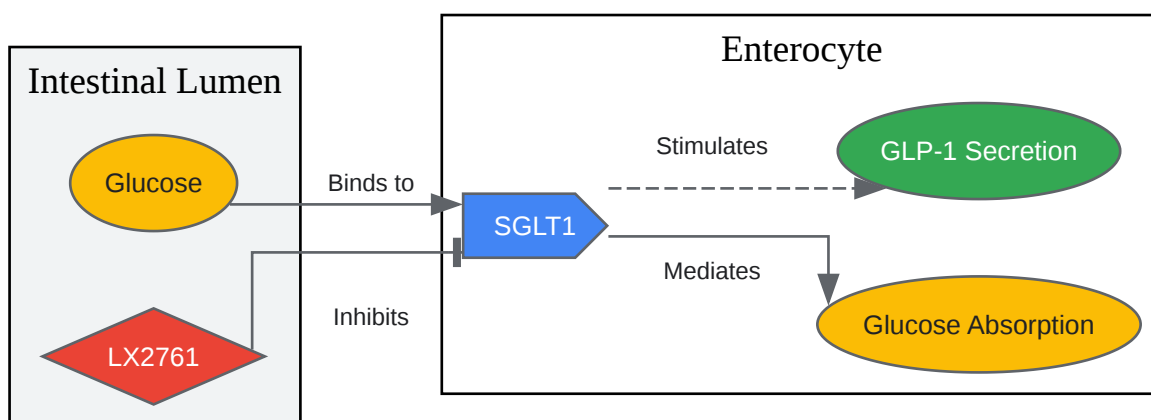 Intestinal Lumen
Enterocyte
Glucose
Binds to
SGLT1
Stimulates
GLP-1 Secretion
LX2761
Inhibits
Mediates
Glucose Absorption